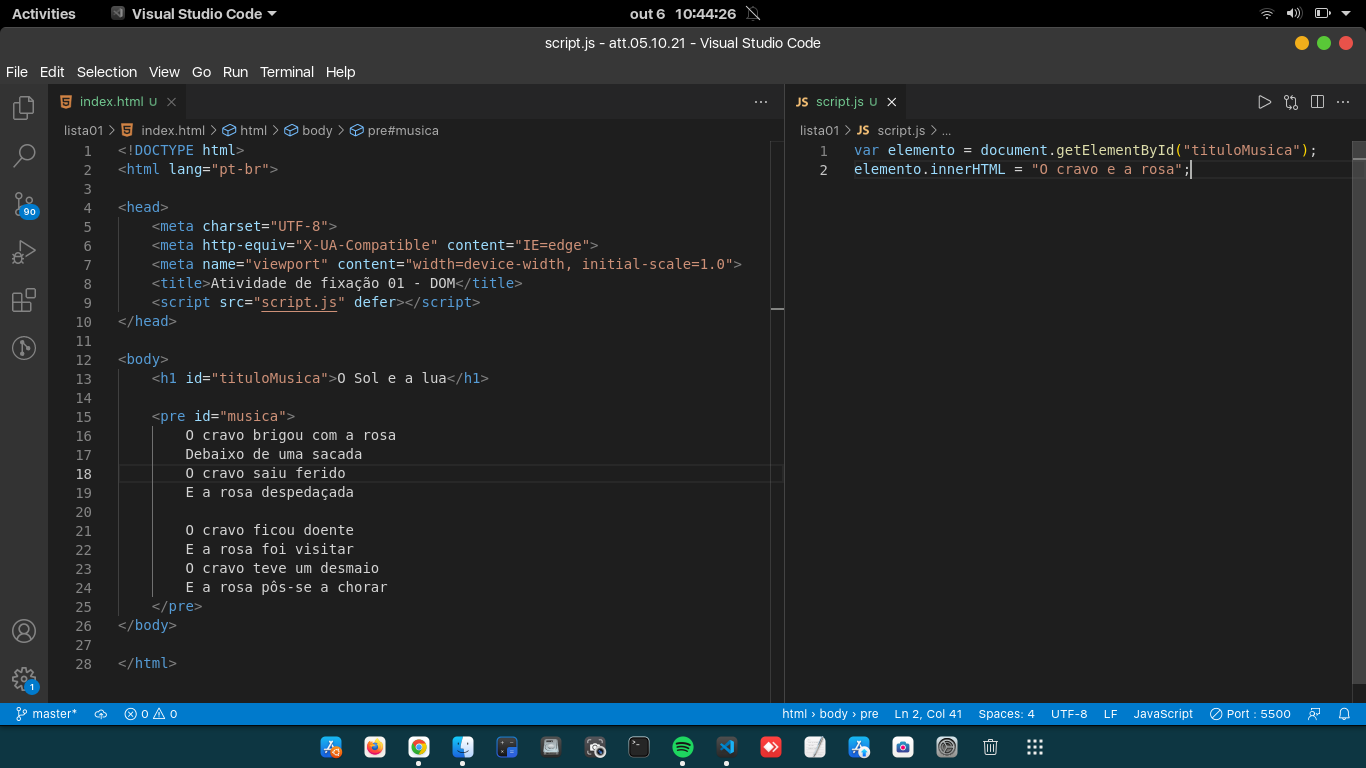 Activities Visual Studio Code out 6 10:44:26
script.js - att.05.10.21 - Visual Studio Code
File Edit Selection View Go Run Terminal Help
index.html U
lista01 > index.html > html > body > pre#musica
1 <!DOCTYPE html>
2 <html lang="pt-br">
3
4 <head>
5 <meta charset="UTF-8">
6 <meta http-equiv="X-UA-Compatible" content="IE=edge">
7 <meta name="viewport" content="width=device-width, initial-scale=1.0">
8 <title>Atividade de fixação 01 - DOM</title>
9 <script src="script.js" defer></script>
10 </head>
11
12 <body>
13 <h1 id="tituloMusica">O Sol e a lua</h1>
14
15 <pre id="musica">
16 O cravo brigou com a rosa
17 Debaixo de uma sacada
18 O cravo saiu ferido
19 E a rosa despedaçada
20
21 O cravo ficou doente
22 E a rosa foi visitar
23 O cravo teve um desmaio
24 E a rosa pôs-se a chorar
25 </pre>
26 </body>
27
28 </html>
JS script.js U
lista01 > JS script.js > ...
1 var elemento = document.getElementById("tituloMusica");
2 elemento.innerHTML = "O cravo e a rosa";
90
1
master* 0 0 html > body > pre Ln 2, Col 41 Spaces: 4 UTF-8 LF JavaScript Port : 5500